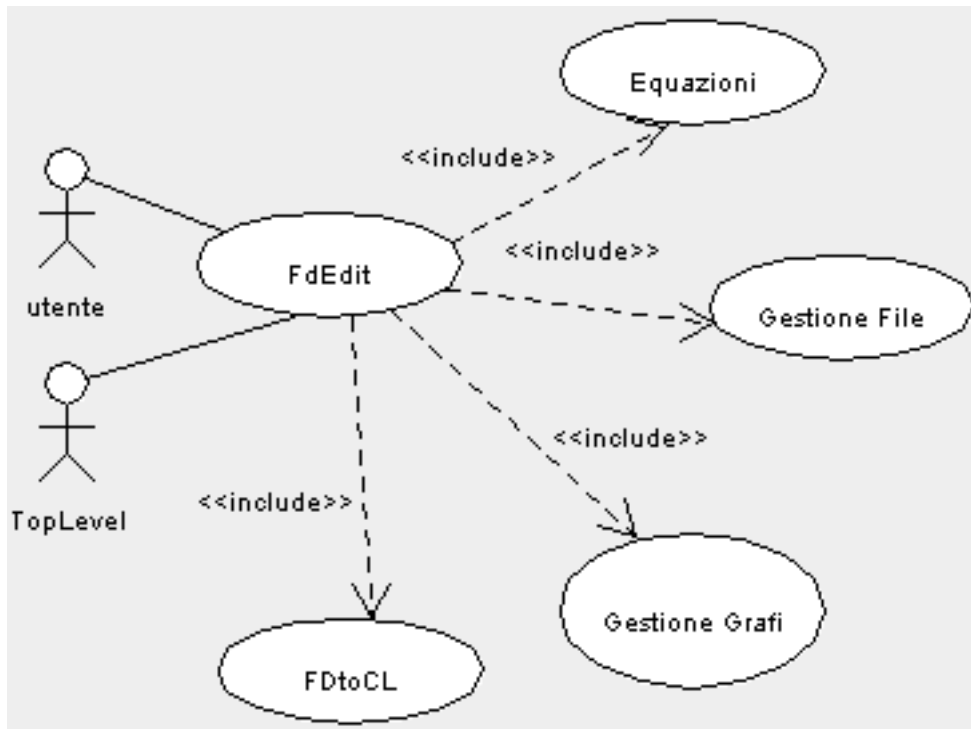 Equazioni
<<include>>
<<include>>
FdEdit
utente
Gestione File
<<include>>
<<include>>
TopLevel
Gestione Grafi
FDtoCL